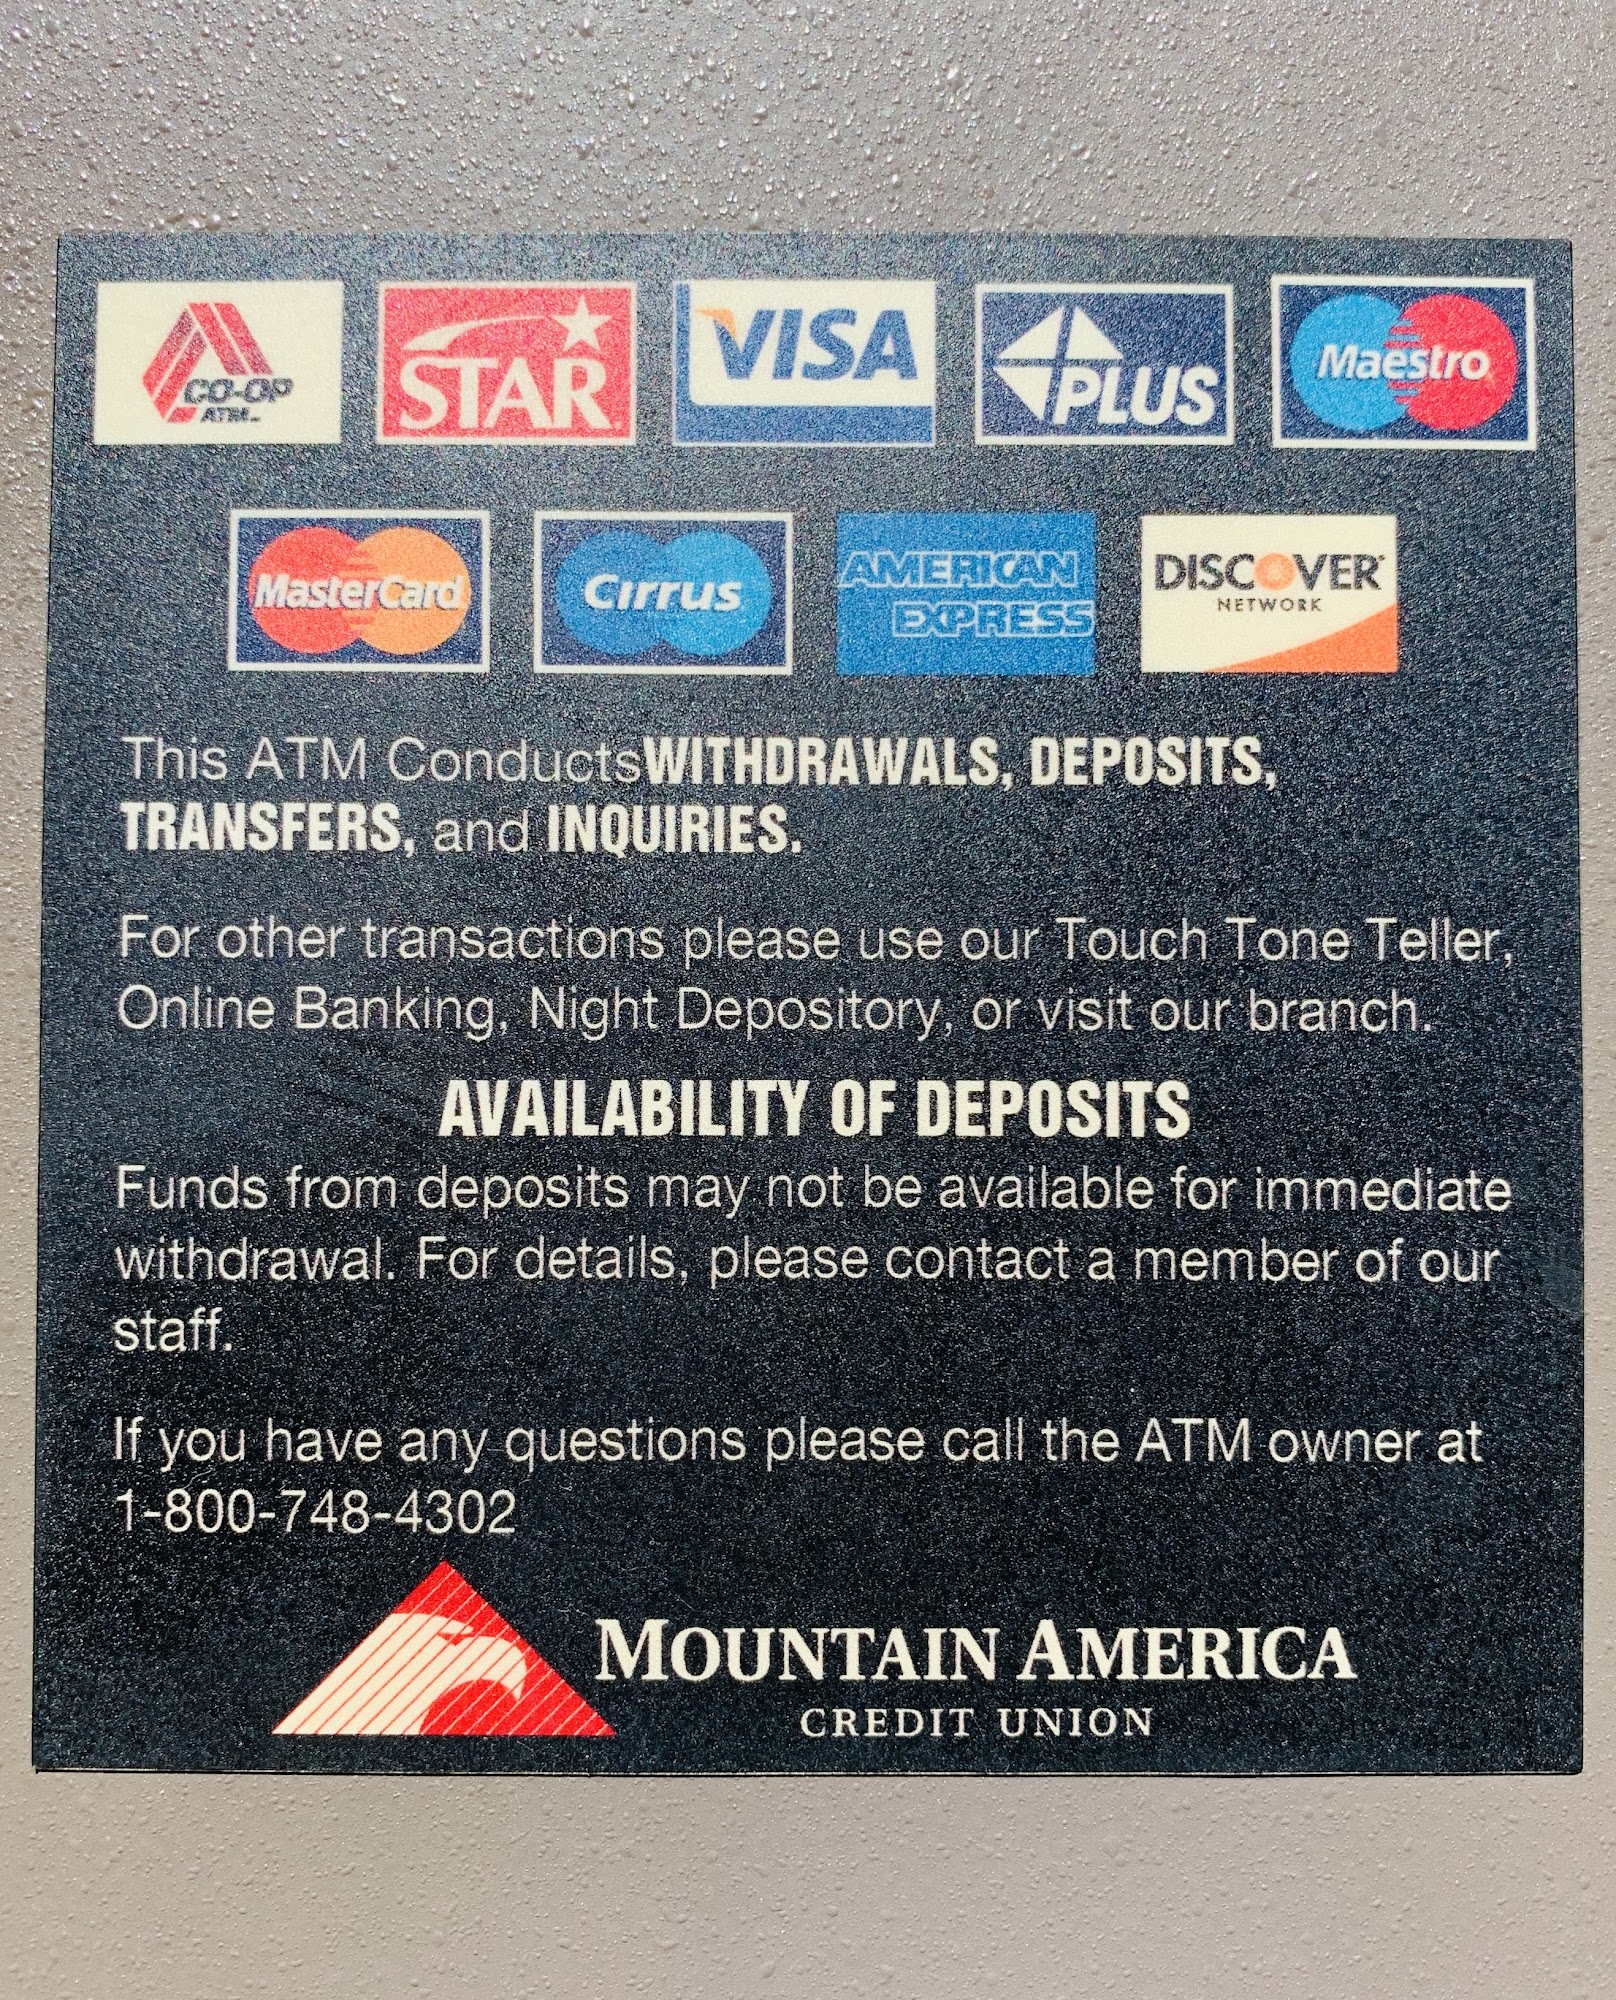 CO-OP
ATM
STAR
VISA
PLUS
Maestro
MasterCard
Cirrus
AMERICAN
EXPRESS
DISCOVER
NETWORK
This ATM Conducts WITHDRAWALS, DEPOSITS,
TRANSFERS, and INQUIRIES.
For other transactions please use our Touch Tone Teller,
Online Banking, Night Depository, or visit our branch.
AVAILABILITY OF DEPOSITS
Funds from deposits may not be available for immediate
withdrawal. For details, please contact a member of our
staff.
If you have any questions please call the ATM owner at
1-800-748-4302
MOUNTAIN AMERICA
CREDIT UNION